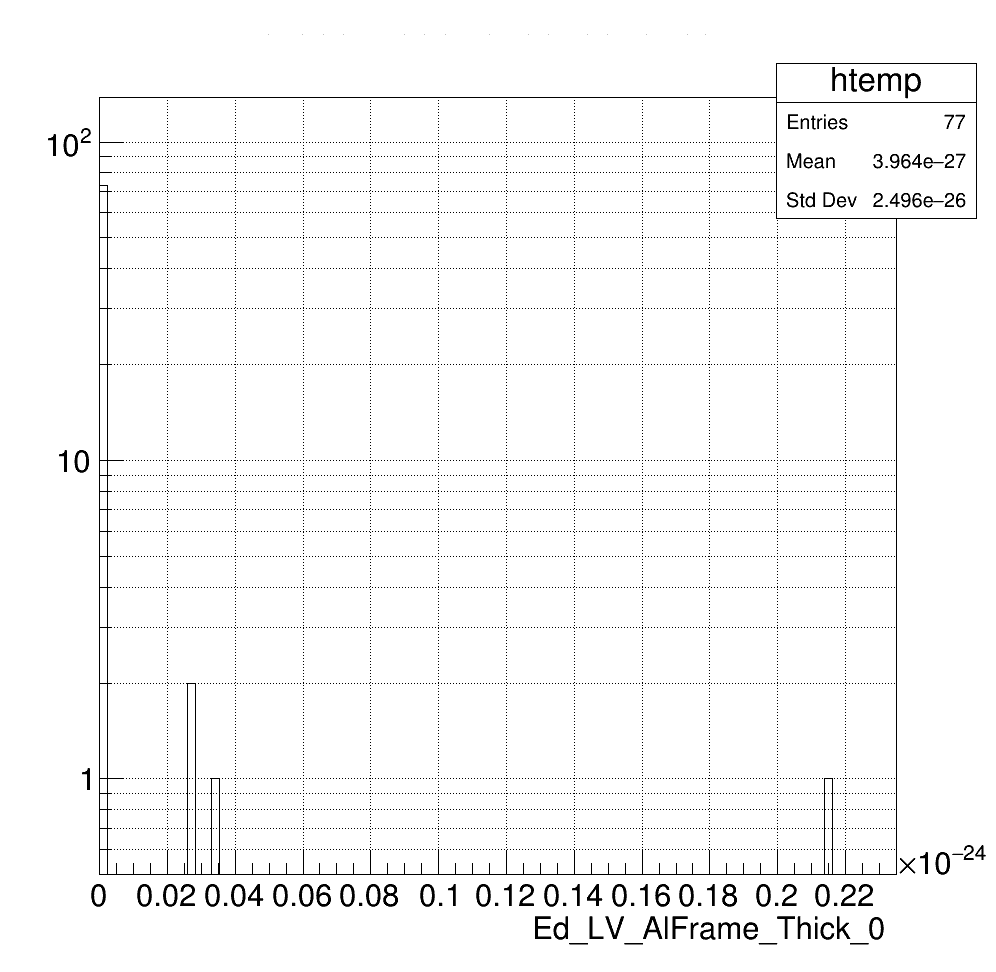 htemp
Entries 77
Mean 3.964e−27
Std Dev 2.496e−26
10²
10
1
0 0.02 0.04 0.06 0.08 0.1 0.12 0.14 0.16 0.18 0.2 0.22
×10⁻²⁴
Ed_LV_AlFrame_Thick_0